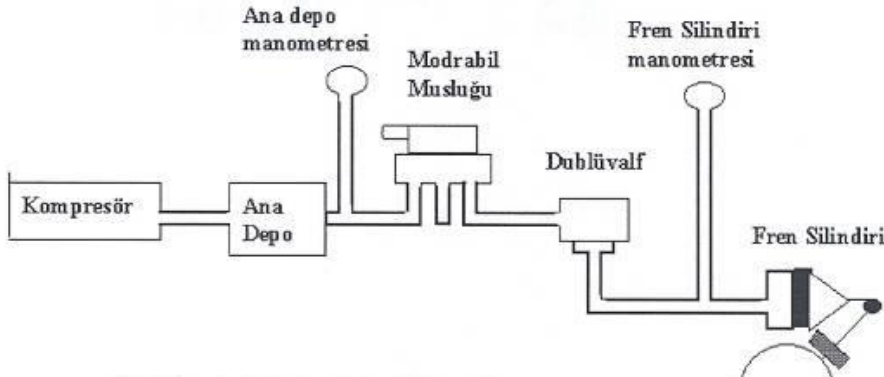 Ana depo
manometresi
Fren Silindiri
manometresi
Modrabil
Musluğu
Dublüvalf
Kompresör
Ana
Depo
Fren Silindiri